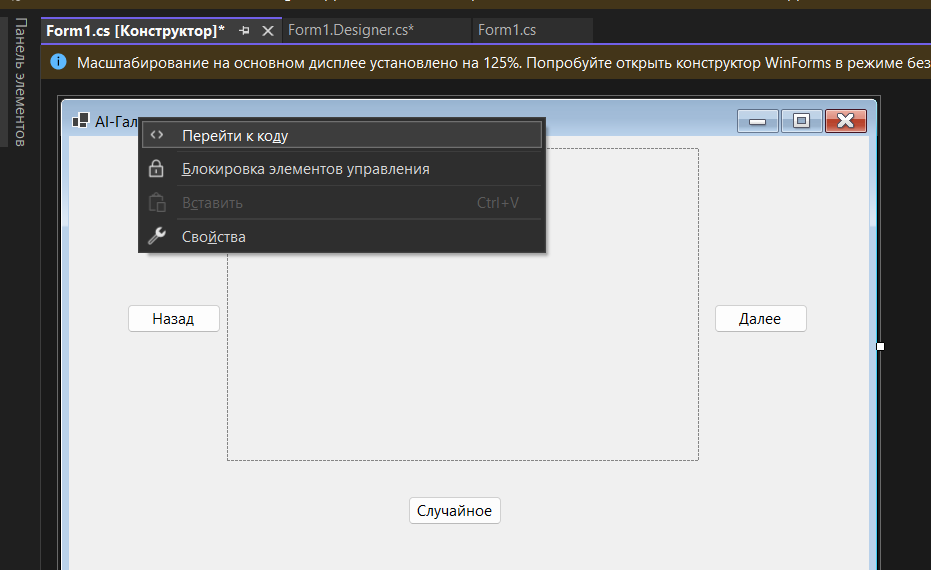 Панель элементов
Form1.cs [Конструктор]*
Form1.Designer.cs*
Form1.cs
Масштабирование на основном дисплее установлено на 125%. Попробуйте открыть конструктор WinForms в режиме без
AI-Гал
Перейти к коду
Блокировка элементов управления
Вставить Ctrl+V
Свойства
Назад
Далее
Случайное